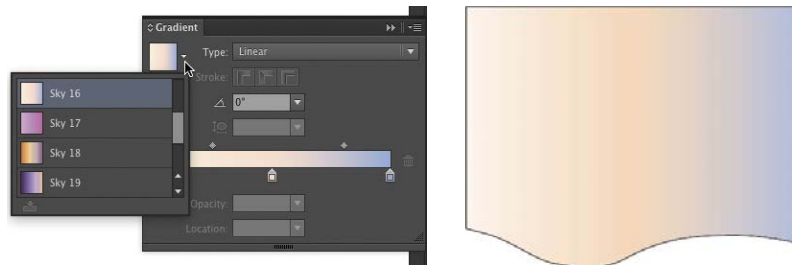 Gradient
Type: Linear
Stroke:
0°
Sky 16
Sky 17
Sky 18
Sky 19
Opacity:
Location: